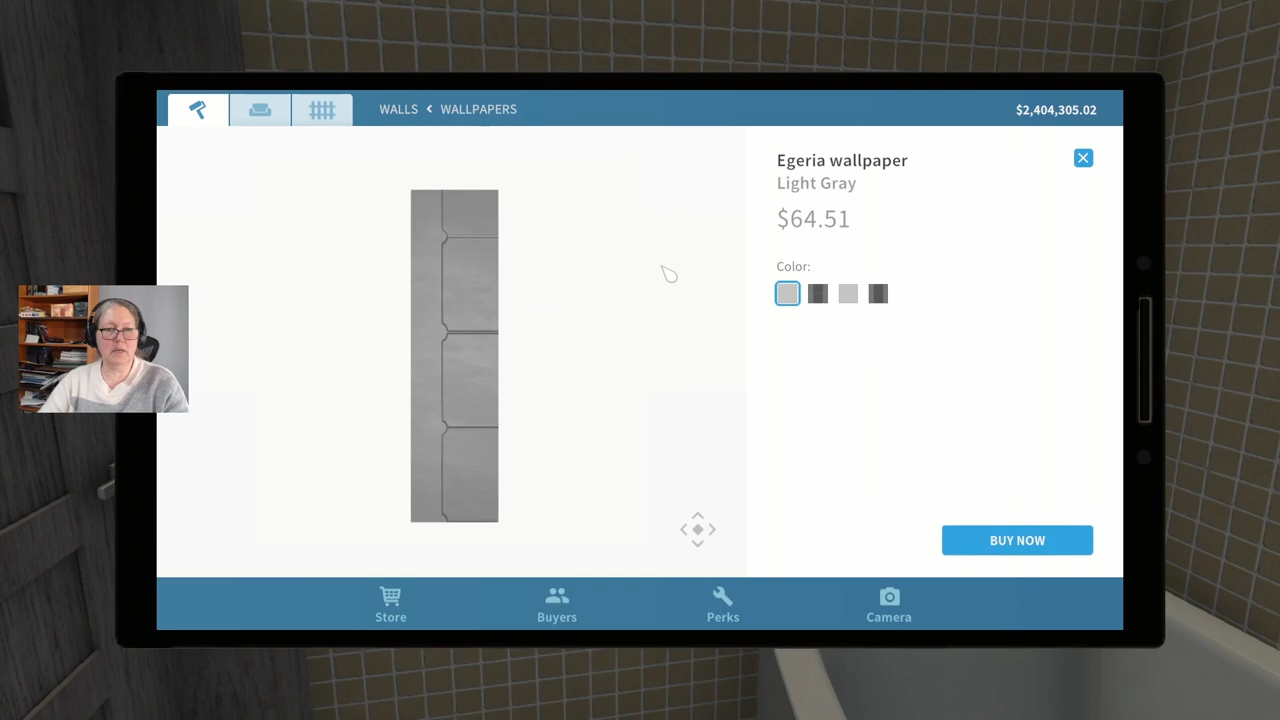 WALLS < WALLPAPERS
$2,404,305.02
Egeria wallpaper
Light Gray
$64.51
Color:
BUY NOW
Store
Buyers
Perks
Camera